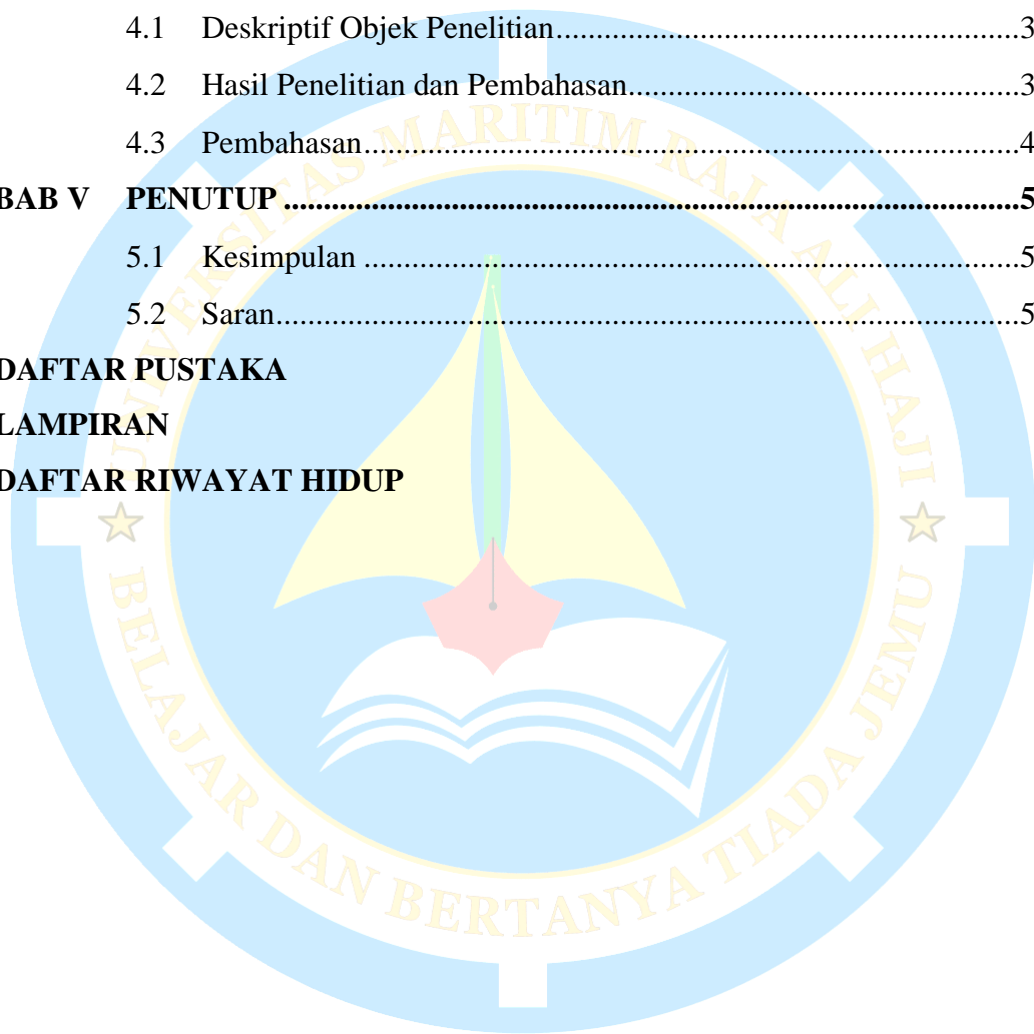 4.1 Deskriptif Objek Penelitian.......................................................................3
4.2 Hasil Penelitian dan Pembahasan...........................................................3
4.3 Pembahasan...........................................................................................4
BAB V PENUTUP ...........................................................................................5
5.1 Kesimpulan ...........................................................................................5
5.2 Saran.....................................................................................................5
DAFTAR PUSTAKA
LAMPIRAN
DAFTAR RIWAYAT HIDUP
UNIVERSITAS MARITIM RAJA ALI HAJI
BELAJAR DAN BERTANYA TIADA JEMU